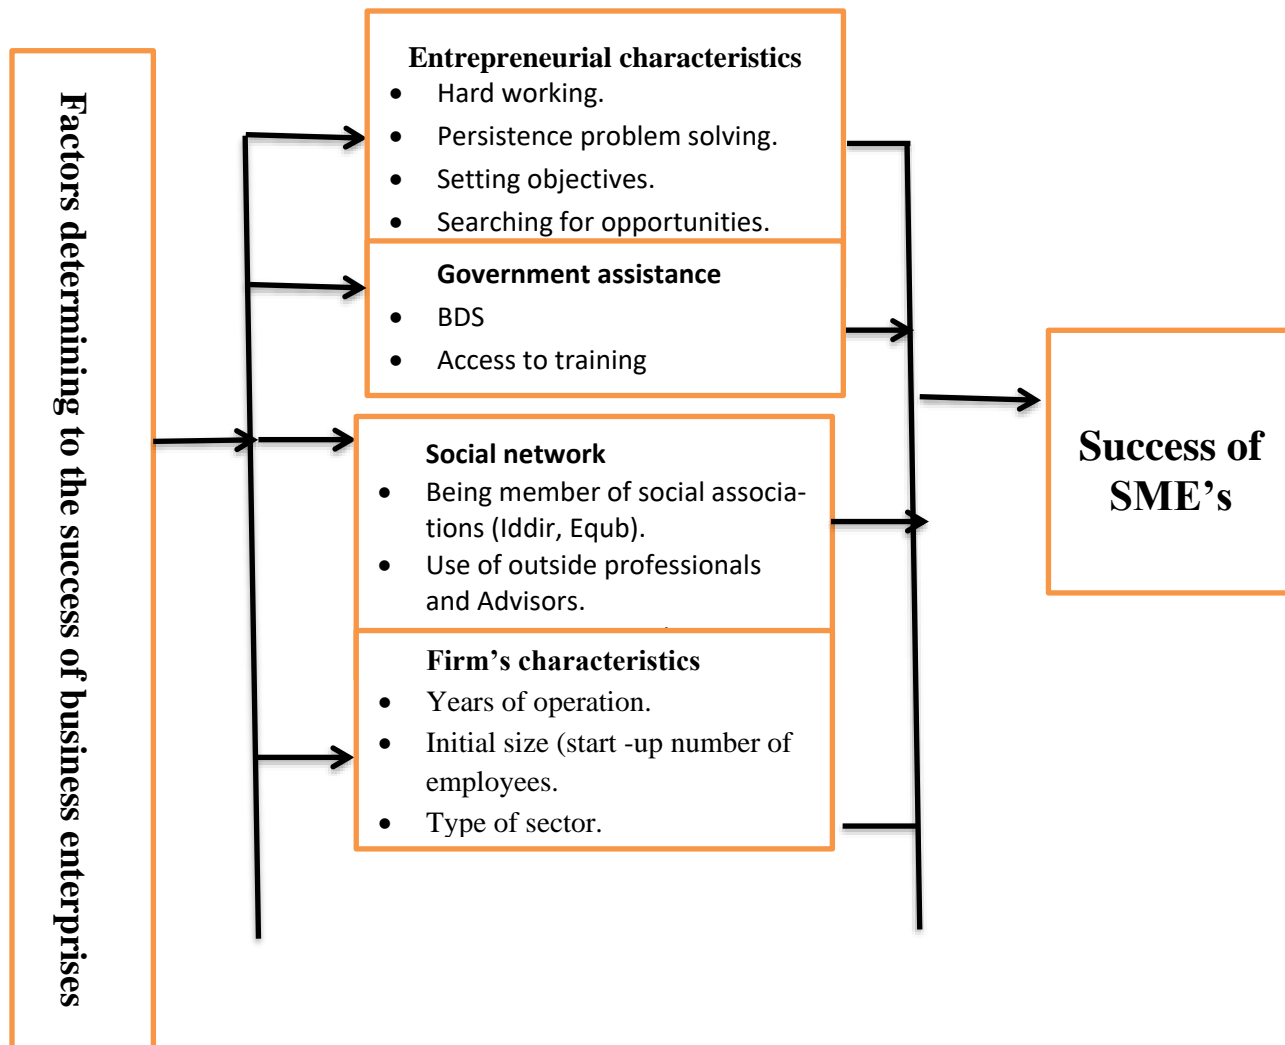 Factors determining to the success of business enterprises
Entrepreneurial characteristics
• Hard working.
• Persistence problem solving.
• Setting objectives.
• Searching for opportunities.
Government assistance
• BDS
• Access to training
Social network
• Being member of social associa-
tions (Iddir, Equb).
• Use of outside professionals
and Advisors.
Firm’s characteristics
• Years of operation.
• Initial size (start -up number of
employees.
• Type of sector.
Success of
SME’s